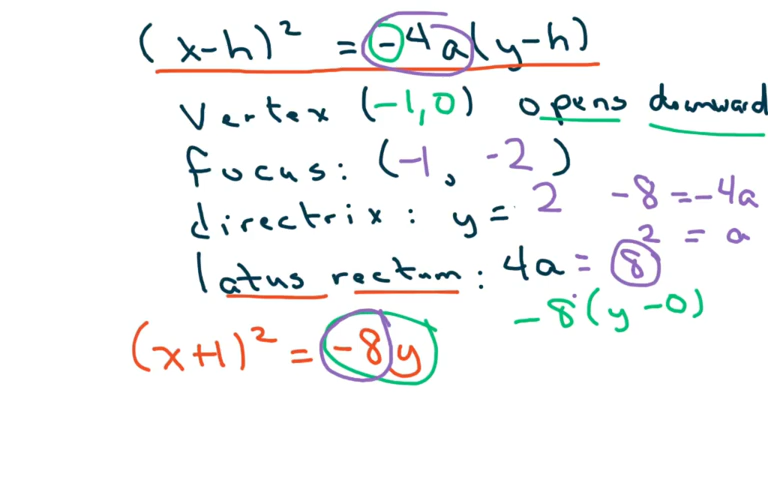 (x-h)² = -4a(y-h)
Vertex (-1,0) opens downward
focus: (-1, -2)
-8 = -4a
directrix: y = 2
2 = a
latus rectum: 4a = 8
-8(y-0)
(x+1)² = -8y